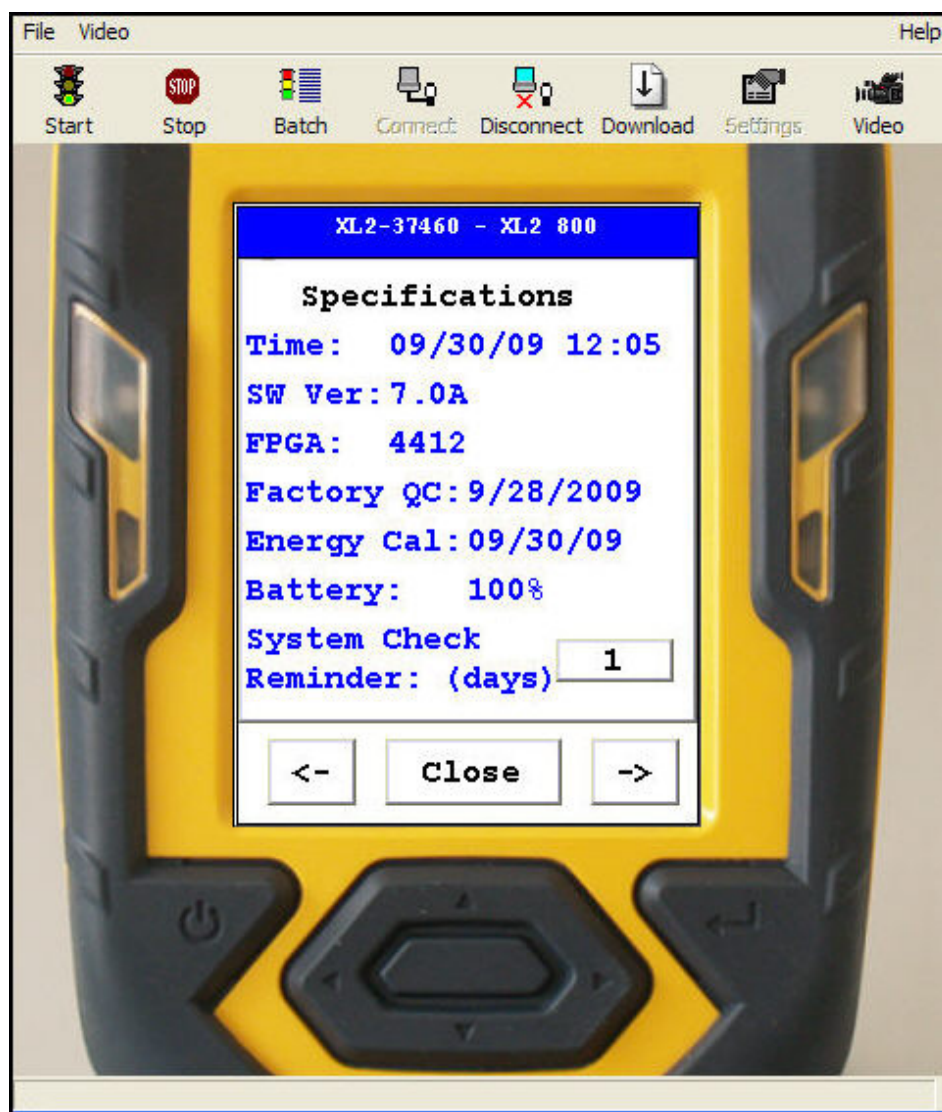 File Video Help
Start Stop Batch Connect Disconnect Download Settings Video
STOP
XL2-37460 - XL2 800
Specifications
Time: 09/30/09 12:05
SW Ver: 7.0A
FPGA: 4412
Factory QC: 9/28/2009
Energy Cal: 09/30/09
Battery: 100%
System Check
Reminder: (days) 1
<- Close ->